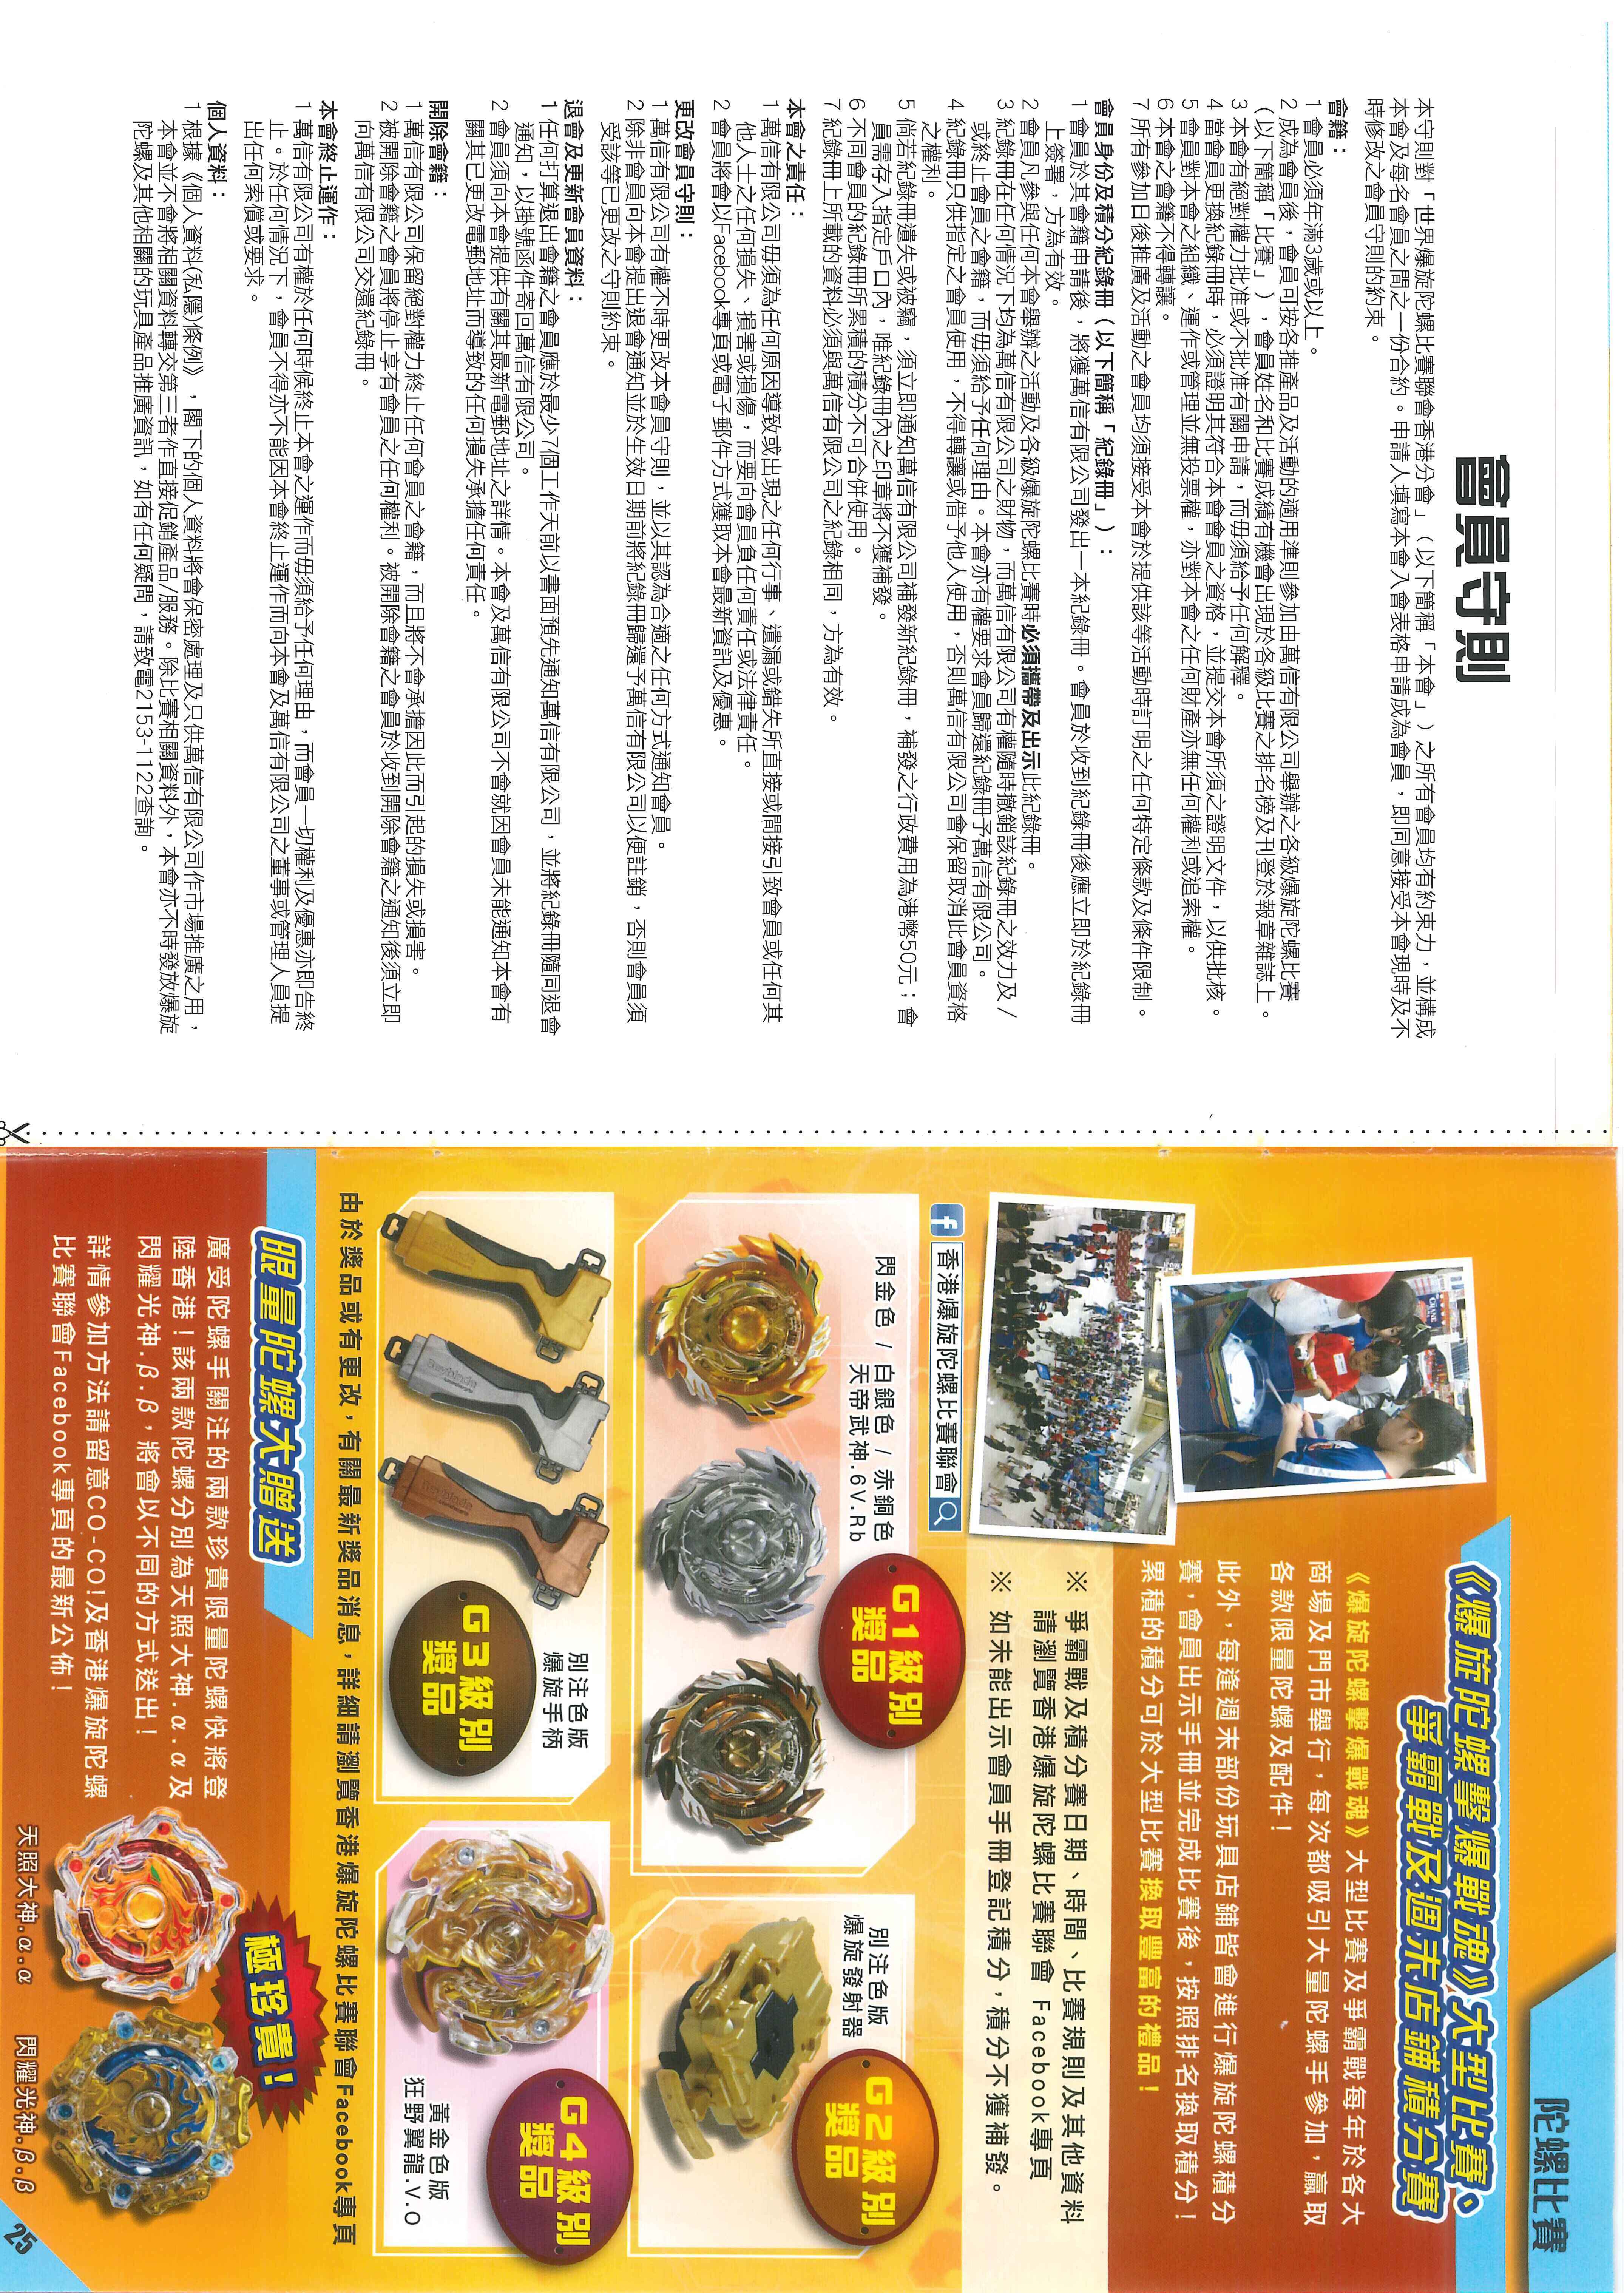 會員守則
本守則對「世界爆旋陀螺比賽聯會香港分會」（以下簡稱「本會」）之所有會員均有約束力，並構成
本會及每名會員之間之一份合約。申請人填寫本會入會表格申請成為會員，即同意接受本會現時及不
時修改之會員守則的約束。
會籍：
1 會員必須年滿3歲或以上。
2 成為會員後，會員可按各推產品及活動的適用準則參加由萬信有限公司舉辦之各級爆旋陀螺比賽
（以下簡稱「比賽」），會員姓名和比賽成績有機會出現於各級比賽之排名榜及刊登於報章雜誌上。
3 本會有絕對權力批准或不批准有關申請，而毋須給予任何解釋。
4 當會員更換紀錄冊時，必須證明其符合本會會員之資格，並提交本會所須之證明文件，以供批核。
5 會員對本會之組織、運作或管理並無投票權，亦對本會之任何財產亦無任何權利或追索權。
6 本會之會籍不得轉讓。
7 所有參加日後推廣及活動之會員均須接受本會於提供該等活動時訂明之任何特定條款及條件限制。
會員身份及積分紀錄冊（以下簡稱「紀錄冊」）：
1 會員於其會籍申請後，將獲萬信有限公司發出一本紀錄冊。會員於收到紀錄冊後應立即於紀錄冊
上簽署，方為有效。
2 會員凡參與任何本會舉辦之活動及各級爆旋陀螺比賽時必須攜帶及出示此紀錄冊。
3 紀錄冊在任何情況下均為萬信有限公司之財物，而萬信有限公司有權隨時撤銷該紀錄冊之效力及／
或終止會員之會籍，而毋須給予任何理由。本會亦有權要求會員歸還紀錄冊予萬信有限公司。
4 紀錄冊只供指定之會員使用，不得轉讓或借予他人使用，否則萬信有限公司會保留取消此會員資格
之權利。
5 倘若紀錄冊遺失或被竊，須立即通知萬信有限公司補發新紀錄冊，補發之行政費用為港幣50元；會
員需存入指定戶口內，唯紀錄冊內之印章將不獲補發。
6 不同會員的紀錄冊所累積的積分不可合併使用。
7 紀錄冊上所載的資料必須與萬信有限公司之紀錄相同，方為有效。
本會之責任：
1 萬信有限公司毋須為任何原因導致或出現之任何行事、遺漏或錯失所直接或間接引致會員或任何其
他人士之任何損失、損害或損傷，而要向會員負任何責任或法律責任。
2 會員將會以Facebook專頁或電子郵件方式獲取本會最新資訊及優惠。
更改會員守則：
1 萬信有限公司有權不時更改本會員守則，並以其認為合適之任何方式通知會員。
2 除非會員向本會提出退會通知並於生效日期前將紀錄冊歸還予萬信有限公司以便註銷，否則會員須
受該等已更改之守則約束。
退會及更新會員資料：
1 任何打算退出會籍之會員應於最少7個工作天前以書面預先通知萬信有限公司，並將紀錄冊隨同退會
通知，以掛號函件寄回萬信有限公司。
2 會員須向本會提供有關其最新電郵地址之詳情。本會及萬信有限公司不會就因會員未能通知本會有
關其已更改電郵地址而導致的任何損失承擔任何責任。
開除會籍：
1 萬信有限公司保留絕對權力終止任何會員之會籍，而且將不會承擔因此而引起的損失或損害。
2 被開除會籍之會員將停止享有會員之任何權利。被開除會籍之會員於收到開除會籍之通知後須立即
向萬信有限公司交還紀錄冊。
本會終止運作：
1 萬信有限公司有權於任何時候終止本會之運作而毋須給予任何理由，而會員一切權利及優惠亦即告終
止。於任何情況下，會員不得亦不能因本會終止運作而向本會及萬信有限公司之董事或管理人員提
出任何索償或要求。
個人資料：
1 根據《個人資料(私隱)條例》，閣下的個人資料將會保密處理及只供萬信有限公司作市場推廣之用，
本會並不會將相關資料轉交第三者作直接促銷產品/服務。除比賽相關資料外，本會亦不時發放爆旋
陀螺及其他相關的玩具產品推廣資訊，如有任何疑問，請致電2153-1122查詢。
陀螺比賽
《爆旋陀螺擊爆戰魂》大型比賽、
爭霸戰及週末店鋪積分賽
《爆旋陀螺擊爆戰魂》大型比賽及爭霸戰每年於各大
商場及門市舉行，每次都吸引大量陀螺手參加，贏取
各款限量陀螺及配件！
此外，每逢週末部份玩具店鋪皆會進行爆旋陀螺積分
賽，會員出示手冊並完成比賽後，按照排名換取積分！
累積的積分可於大型比賽換取豐富的禮品！
※ 爭霸戰及積分賽日期、時間、比賽規則及其他資料
請瀏覽香港爆旋陀螺比賽聯會 Facebook專頁
※ 如未能出示會員手冊登記積分，積分不獲補發。
f 香港爆旋陀螺比賽聯會
閃金色 / 白銀色 / 赤銅色
天帝武神.6V.Rb
G1級別
獎品
別注色版
爆旋發射器
G2級別
獎品
別注色版
爆旋手柄
G3級別
獎品
G4級別
獎品
黃金色版
狂野翼龍.V.O
由於獎品或有更改，有關最新獎品消息，詳細請瀏覽香港爆旋陀螺比賽聯會Facebook專頁
限量陀螺大贈送
極珍貴！
廣受陀螺手關注的兩款珍貴限量陀螺快將登
陸香港！該兩款陀螺分別為天照大神.α.α及
閃耀光神.β.β，將會以不同的方式送出！
詳情參加方法請留意CO-CO!及香港爆旋陀螺
比賽聯會Facebook專頁的最新公佈！
天照大神.α.α
閃耀光神.β.β
25